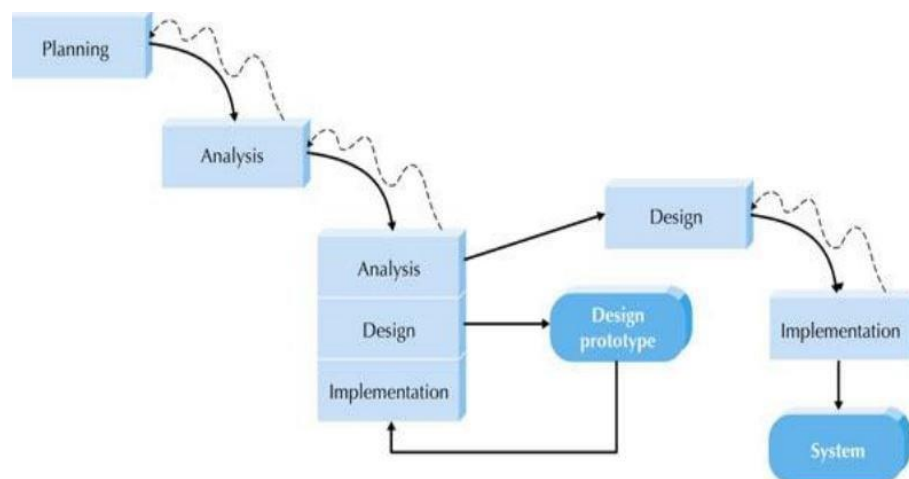 Planning
Analysis
Analysis
Design
Implementation
Design
prototype
Design
Implementation
System